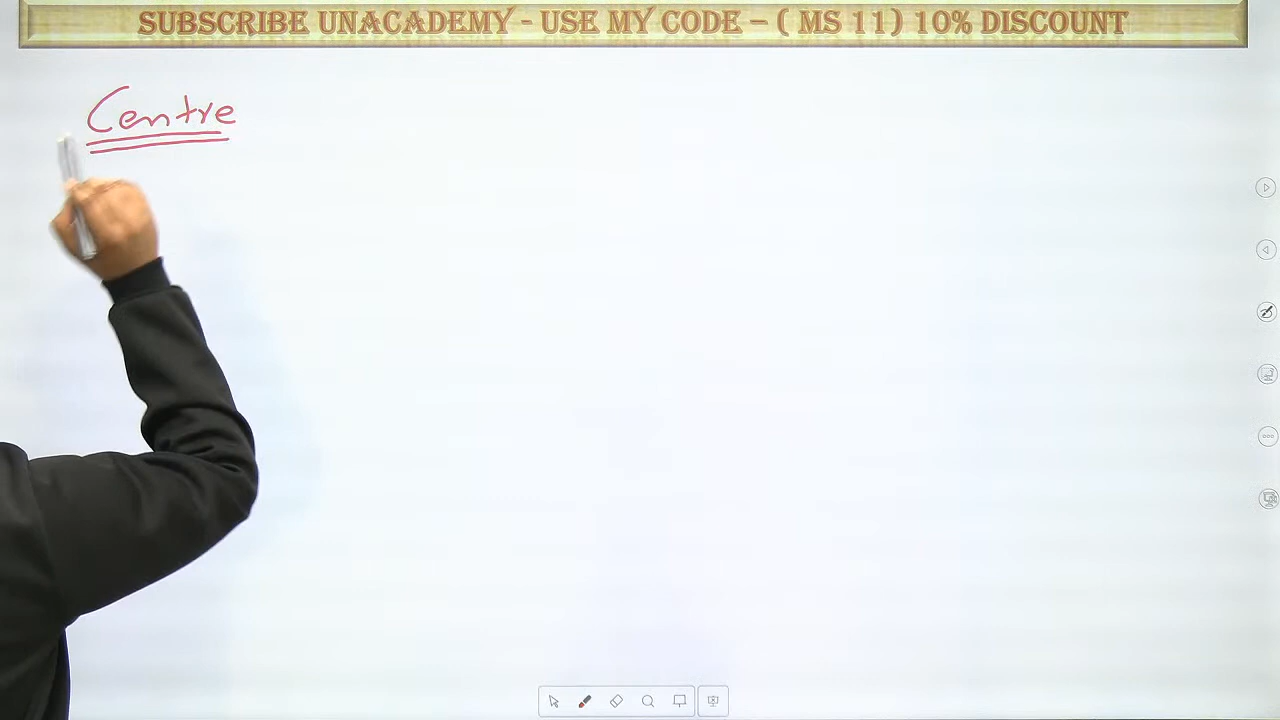 SUBSCRIBE UNACADEMY - USE MY CODE – ( MS 11) 10% DISCOUNT
Centre